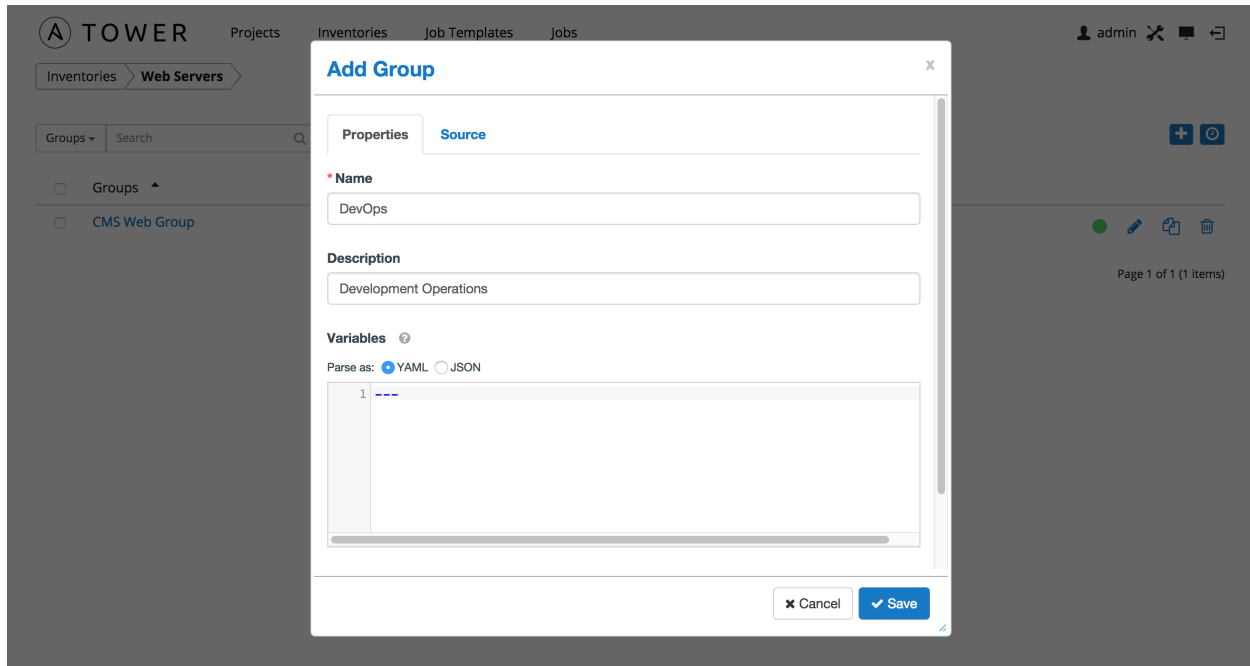 TOWER Projects Inventories Job Templates Jobs admin
Inventories Web Servers
Groups Search
Groups
CMS Web Group
Page 1 of 1 (1 items)
Add Group x
Properties Source
* Name
DevOps
Description
Development Operations
Variables ?
Parse as: YAML JSON
1 ---
Cancel Save